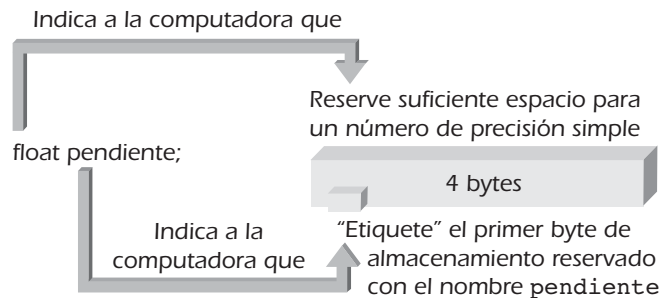 Indica a la computadora que
Reserve suficiente espacio para
un número de precisión simple
float pendiente;
4 bytes
Indica a la
computadora que
“Etiquete” el primer byte de
almacenamiento reservado
con el nombre pendiente